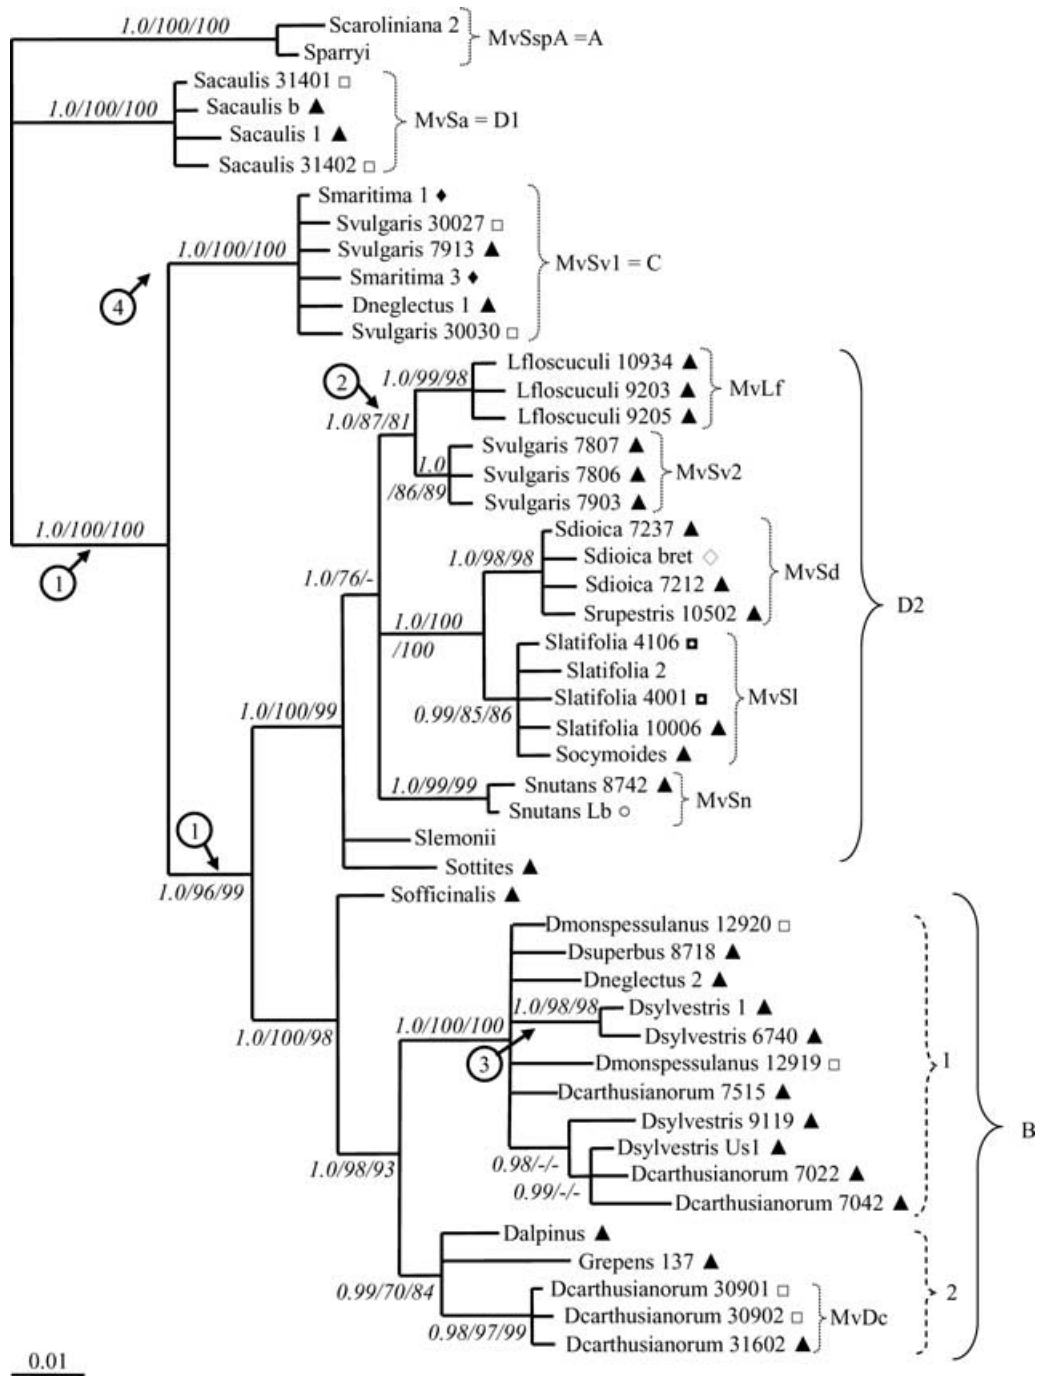 1.0/100/100
Scaroliniana 2
Sparryi
MvSspA =A
1.0/100/100
Sacaulis 31401
Sacaulis b
Sacaulis 1
Sacaulis 31402
MvSa = D1
1.0/100/100
Smaritima 1
Svulgaris 30027
Svulgaris 7913
Smaritima 3
Dneglectus 1
Svulgaris 30030
MvSv1 = C
4
1.0/99/98
Lfloscuculi 10934
Lfloscuculi 9203
Lfloscuculi 9205
MvLf
2
1.0/87/81
1.0
/86/89
Svulgaris 7807
Svulgaris 7806
Svulgaris 7903
MvSv2
1.0/100/100
1
1.0/98/98
Sdioica 7237
Sdioica bret
Sdioica 7212
Srupestris 10502
MvSd
D2
1.0/76/-
1.0/100
/100
Slatifolia 4106
Slatifolia 2
Slatifolia 4001
Slatifolia 10006
Socymoides
MvSl
0.99/85/86
1.0/100/99
1.0/99/99
Snutans 8742
Snutans Lb
MvSn
Slemonii
Sottites
1
1.0/96/99
Sofficinalis
Dmonspessulanus 12920
Dsuperbus 8718
Dneglectus 2
1.0/98/98
Dsylvestris 1
Dsylvestris 6740
1.0/100/98
1.0/100/100
3
Dmonspessulanus 12919
Dcarthusianorum 7515
1
Dsylvestris 9119
B
Dsylvestris Us1
1.0/98/93
0.98/-/-
Dcarthusianorum 7022
0.99/-/-
Dcarthusianorum 7042
Dalpinus
Grepens 137
0.99/70/84
Dcarthusianorum 30901
2
Dcarthusianorum 30902
MvDc
0.98/97/99
Dcarthusianorum 31602
0.01